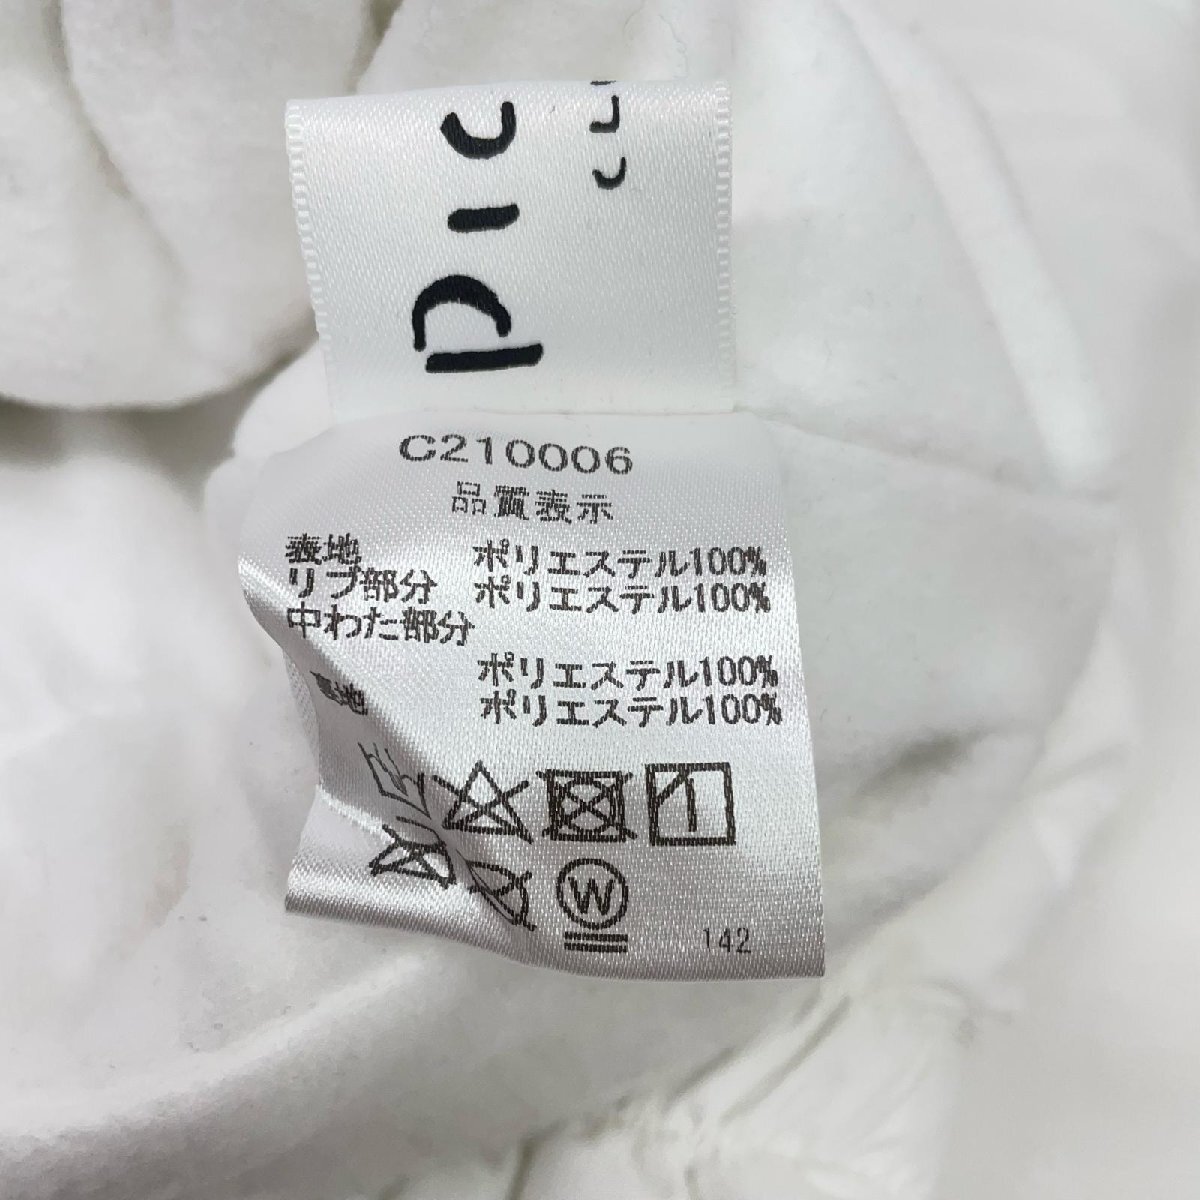 C210006
品質表示
表地 ポリエステル100%
リブ部分 ポリエステル100%
中わた部分
ポリエステル100%
裏地 ポリエステル100%
W
142